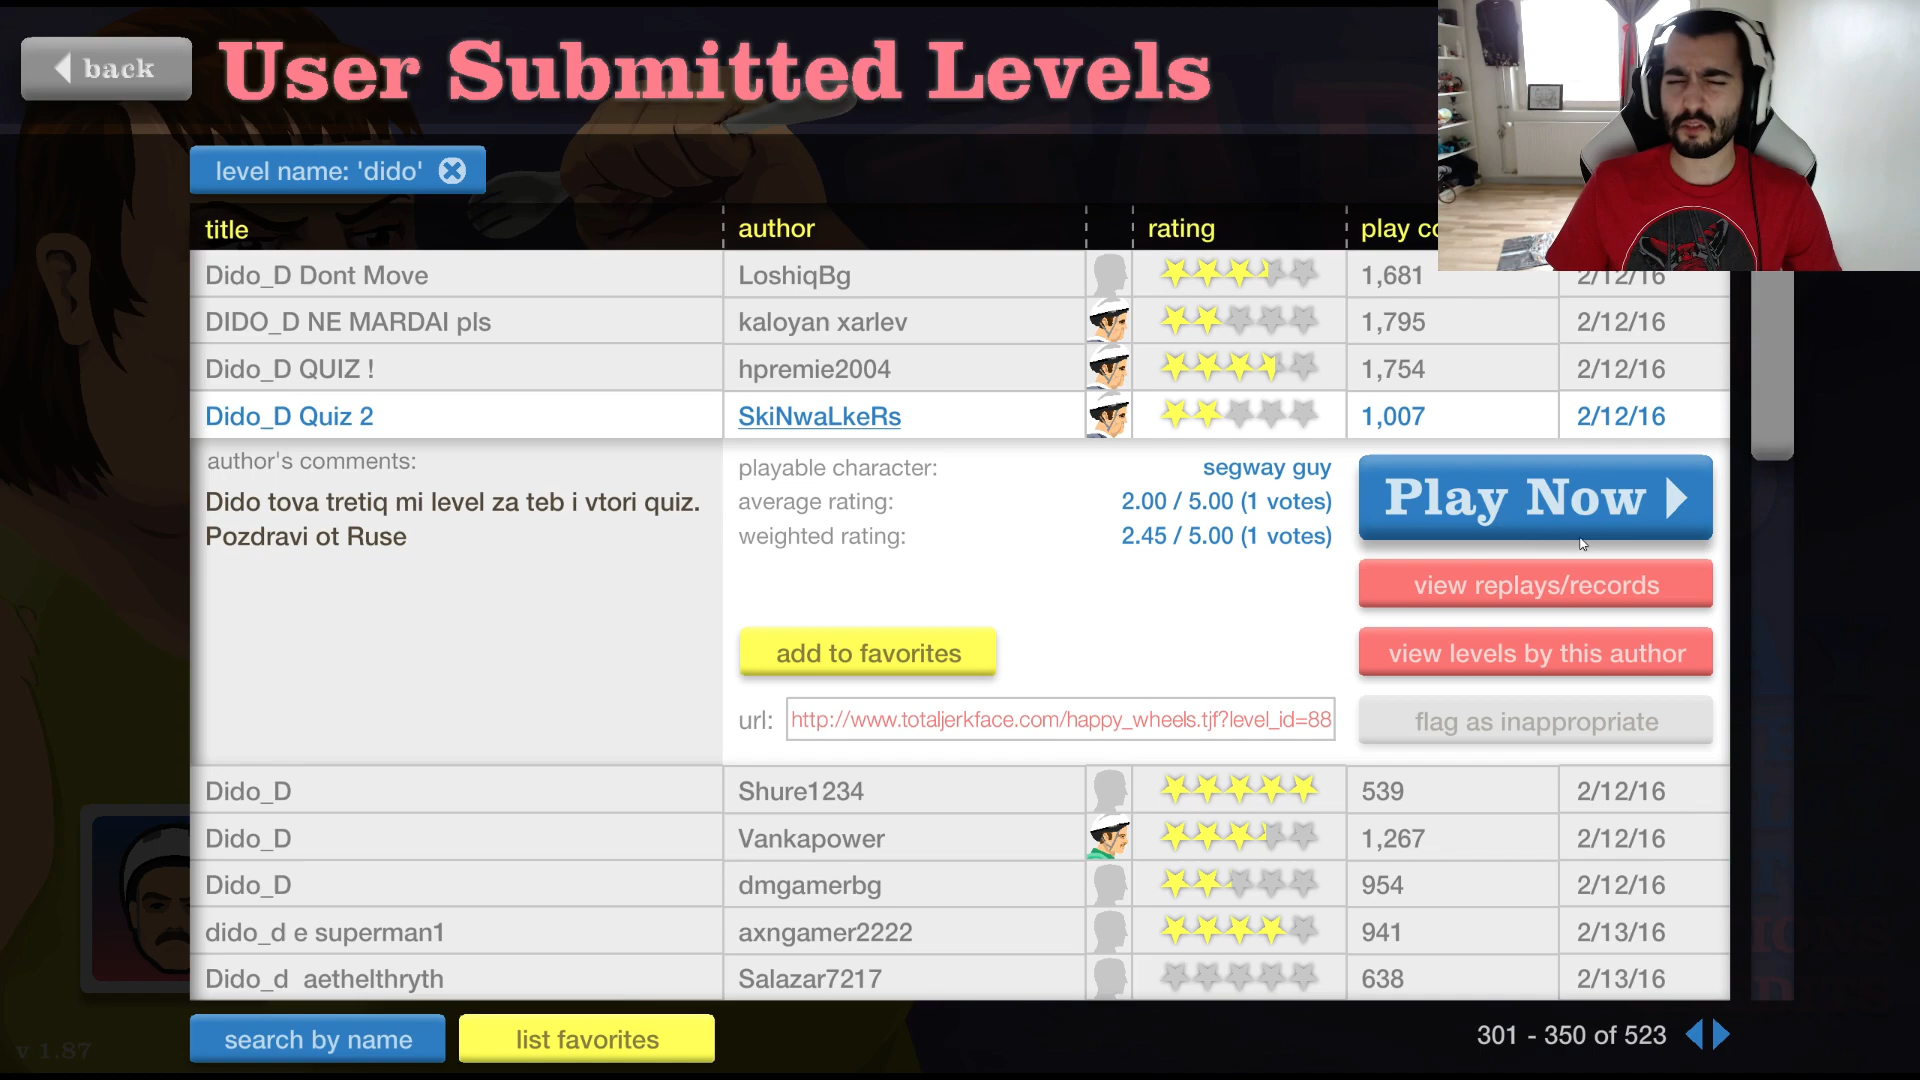 back
User Submitted Levels
level name: 'dido'
title author rating play co
Dido_D Dont Move LoshiqBg 1,681 2/12/16
DIDO_D NE MARDAI pls kaloyan xarlev 1,795 2/12/16
Dido_D QUIZ ! hpremie2004 1,754 2/12/16
Dido_D Quiz 2 SkiNwaLkeRs 1,007 2/12/16
author's comments:
Dido tova tretiq mi level za teb i vtori quiz.
Pozdravi ot Ruse
playable character: segway guy
average rating: 2.00 / 5.00 (1 votes)
weighted rating: 2.45 / 5.00 (1 votes)
add to favorites
url: http://www.totaljerkface.com/happy_wheels.tjf?level_id=88
Play Now
view replays/records
view levels by this author
flag as inappropriate
Dido_D Shure1234 539 2/12/16
Dido_D Vankapower 1,267 2/12/16
Dido_D dmgamerbg 954 2/12/16
dido_d e superman1 axngamer2222 941 2/13/16
Dido_d aethelthryth Salazar7217 638 2/13/16
search by name
list favorites
301 - 350 of 523
v 1.87